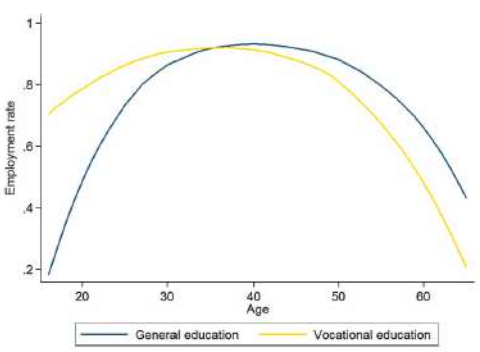 1
.8
.6
.4
.2
Employment rate
20 30 40 50 60
Age
General education Vocational education